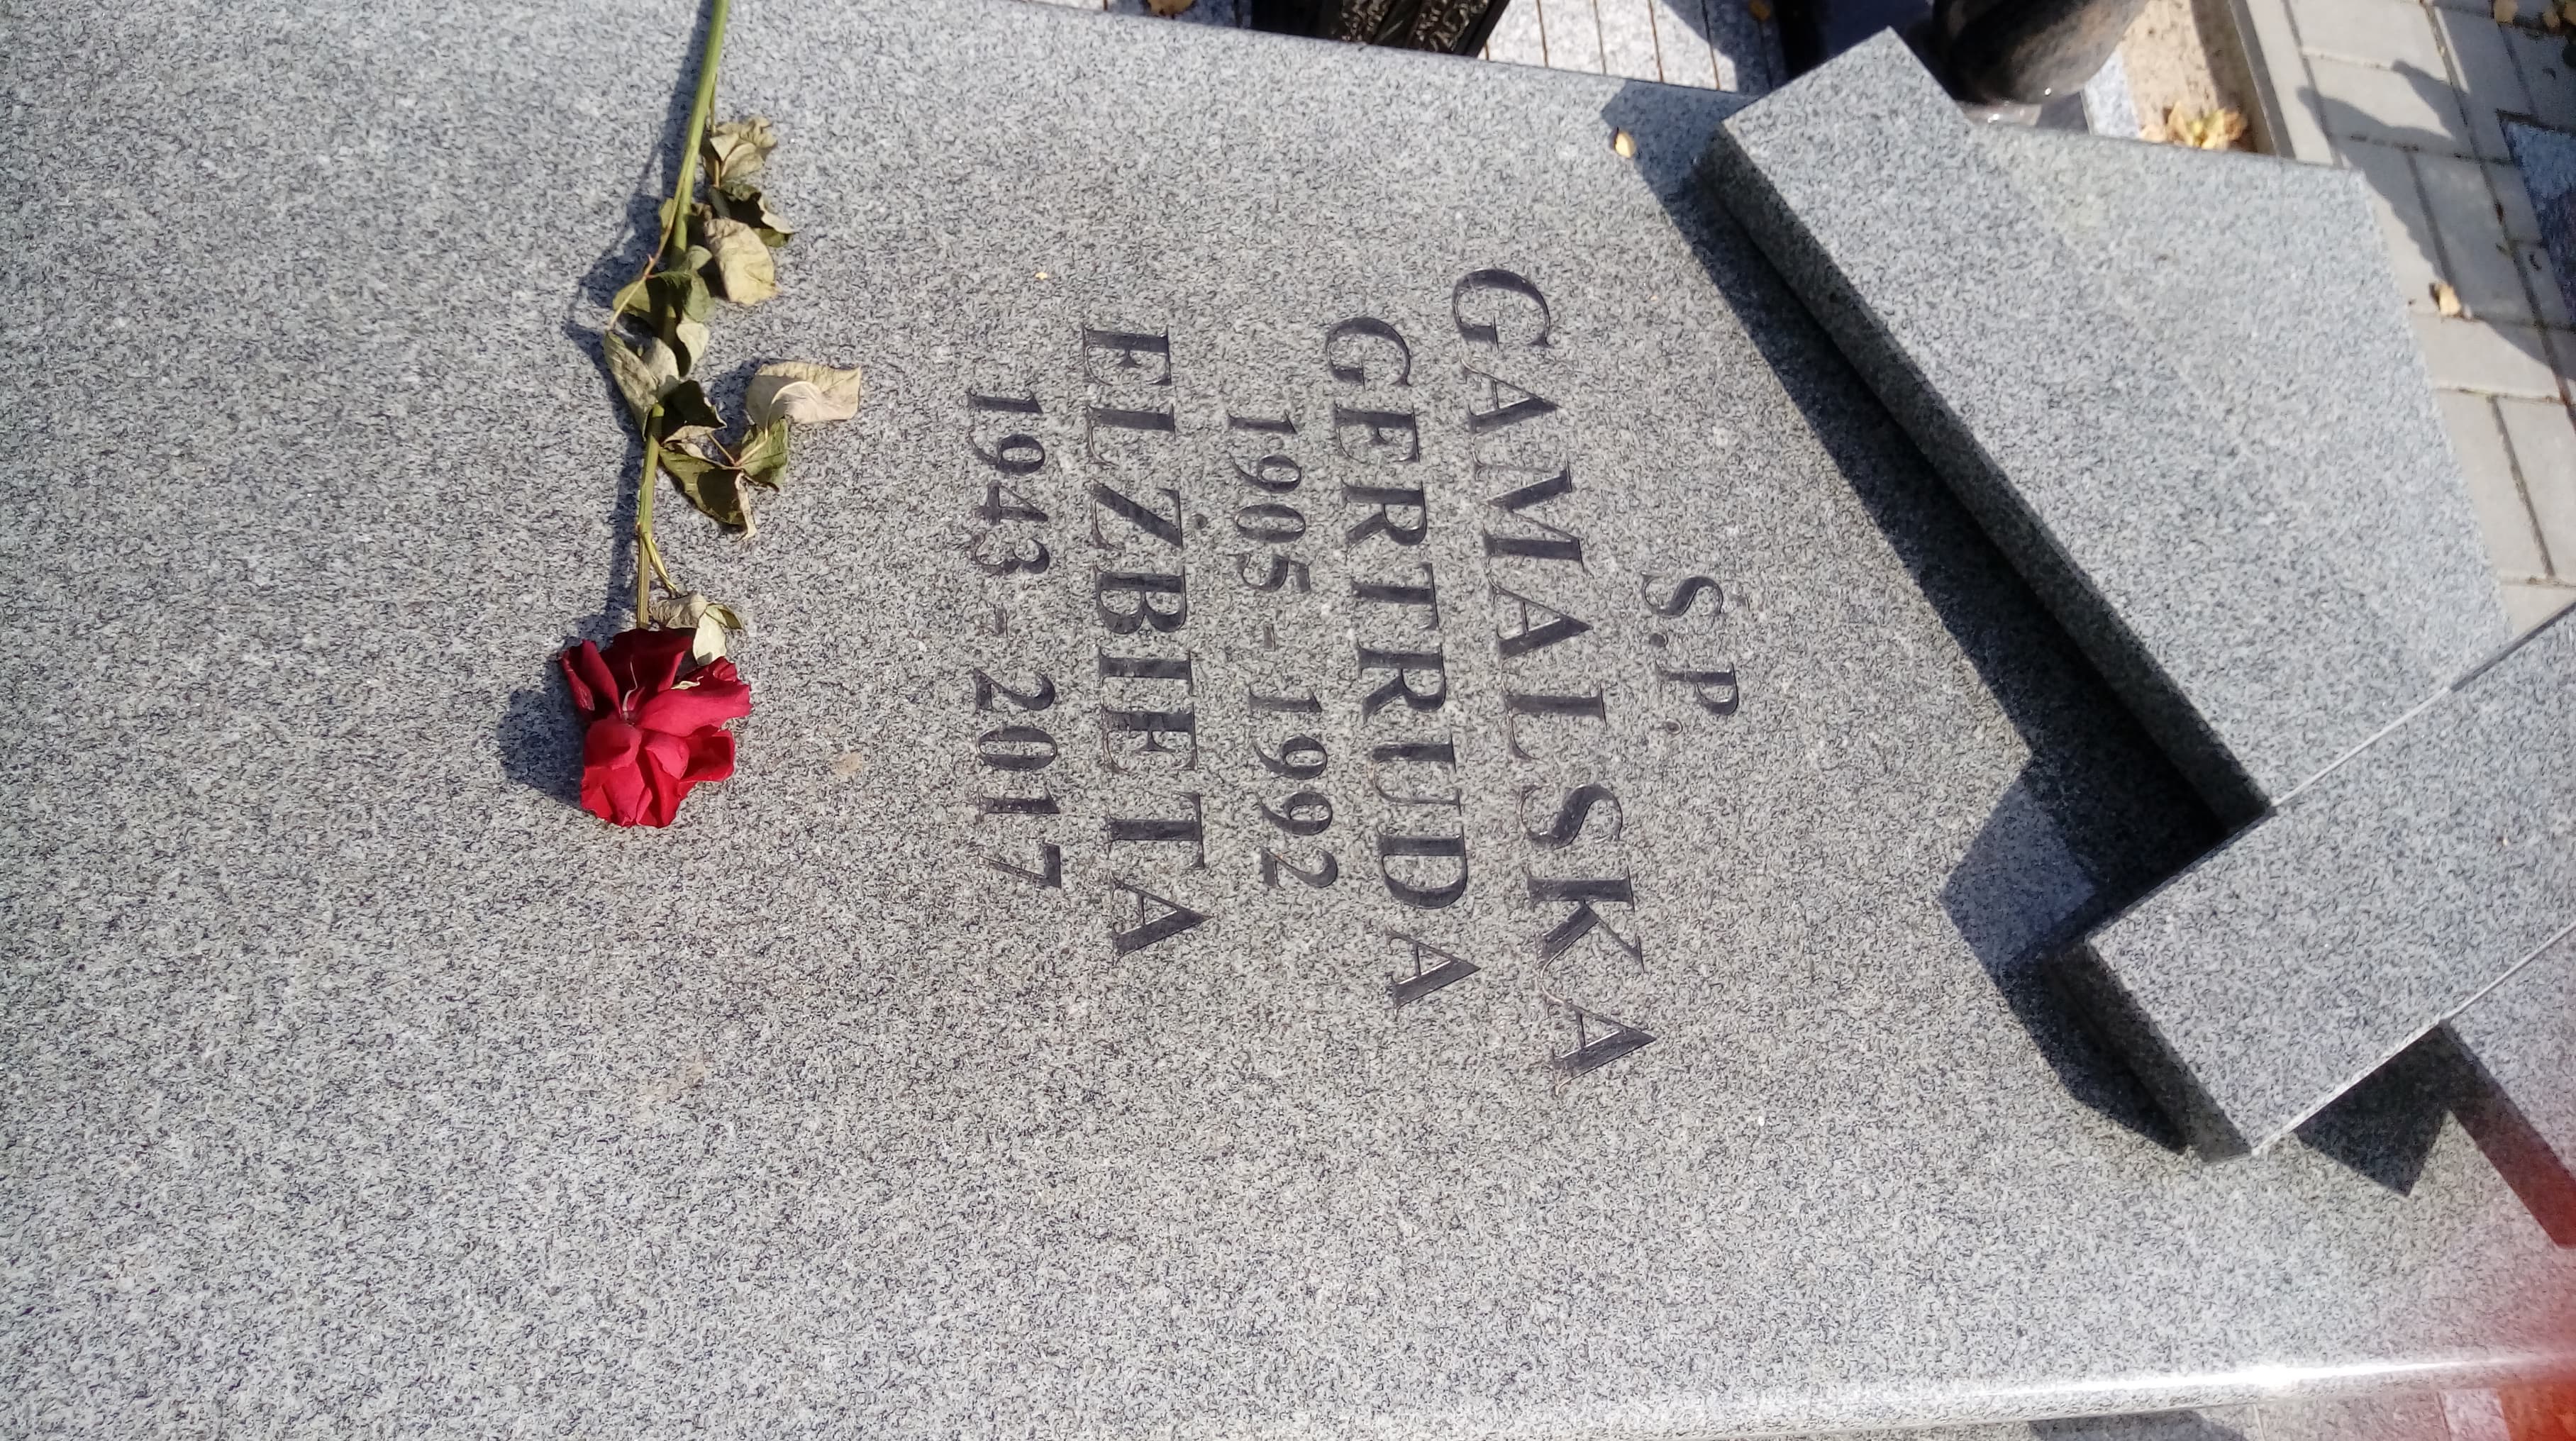 Ś.P.
GAMALSKA
GERTRUDA
1905 - 1992
ELŻBIETA
1943 - 2017